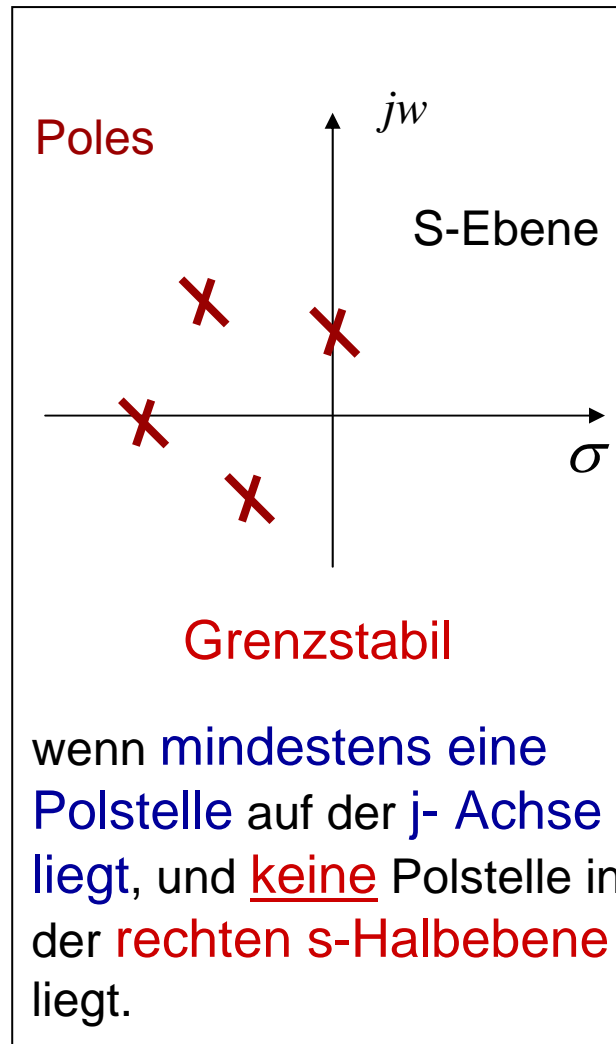 jw
Poles
S-Ebene
σ
Grenzstabil
wenn mindestens eine
Polstelle auf der j- Achse
liegt, und keine Polstelle in
der rechten s-Halbebene
liegt.